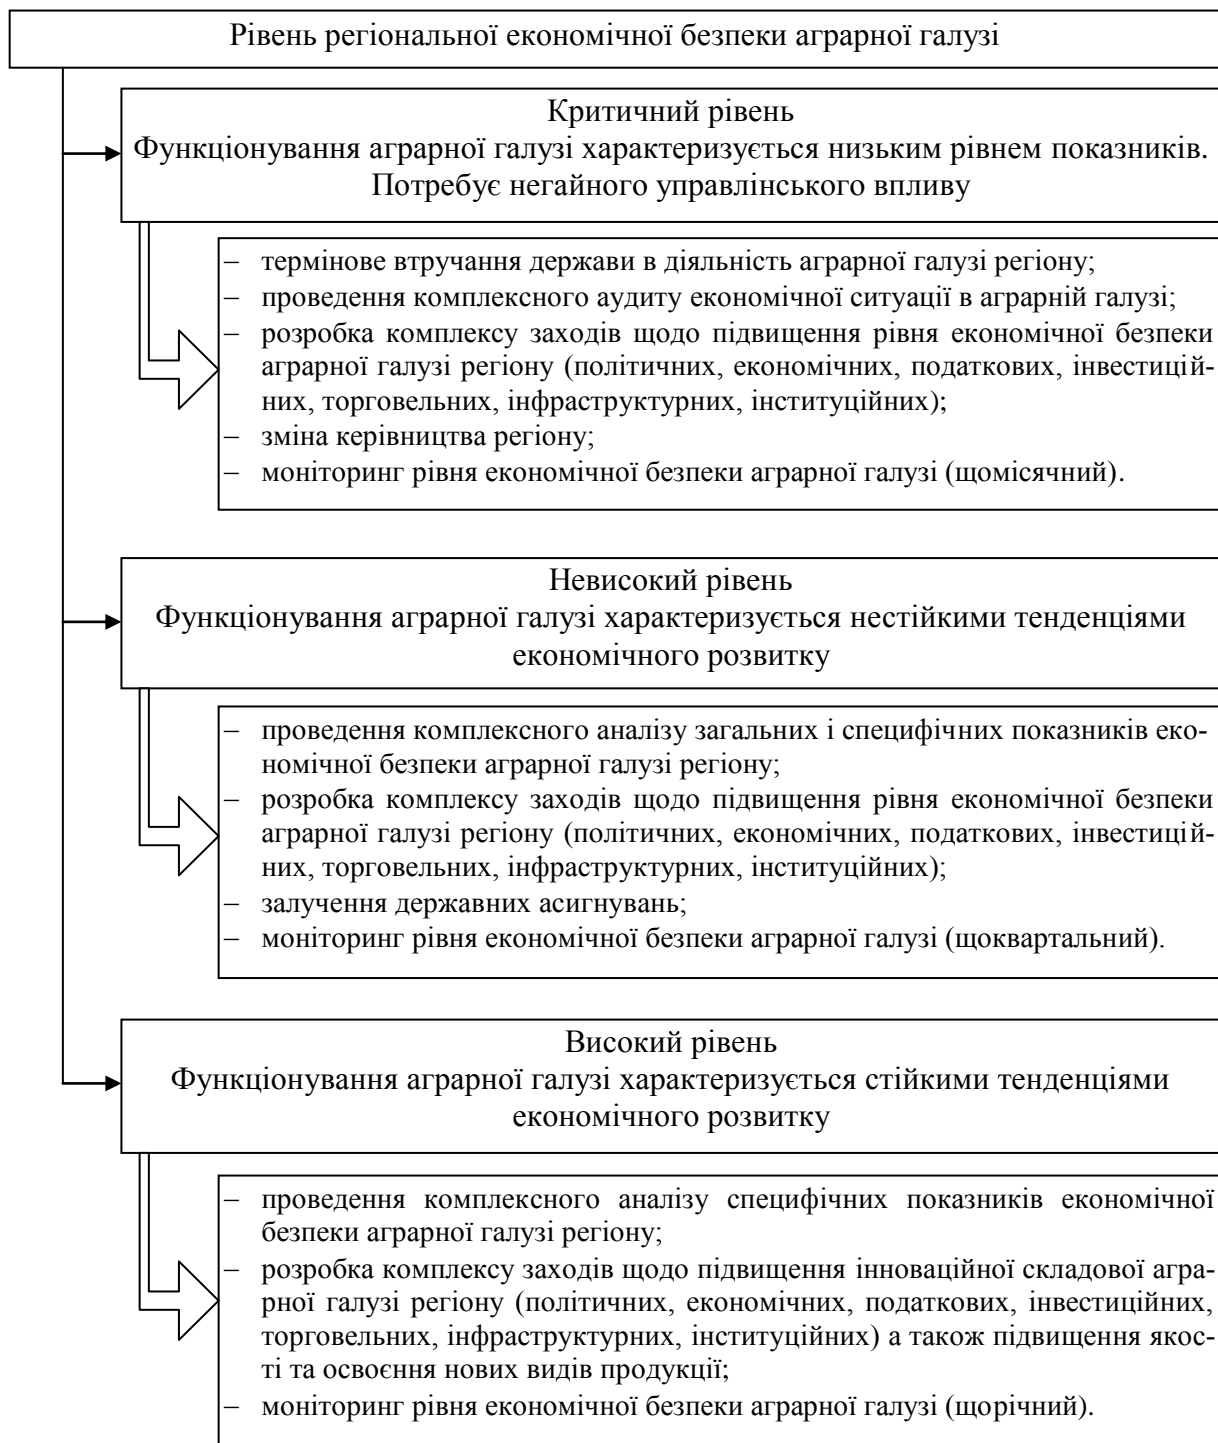 Рівень регіональної економічної безпеки аграрної галузі
Критичний рівень
Функціонування аграрної галузі характеризується низьким рівнем показників.
Потребує негайного управлінського впливу
– термінове втручання держави в діяльність аграрної галузі регіону;
– проведення комплексного аудиту економічної ситуації в аграрній галузі;
– розробка комплексу заходів щодо підвищення рівня економічної безпеки
аграрної галузі регіону (політичних, економічних, податкових, інвестицій-
них, торговельних, інфраструктурних, інституційних);
– зміна керівництва регіону;
– моніторинг рівня економічної безпеки аграрної галузі (щомісячний).
Невисокий рівень
Функціонування аграрної галузі характеризується нестійкими тенденціями
економічного розвитку
– проведення комплексного аналізу загальних і специфічних показників еко-
номічної безпеки аграрної галузі регіону;
– розробка комплексу заходів щодо підвищення рівня економічної безпеки
аграрної галузі регіону (політичних, економічних, податкових, інвестицій-
них, торговельних, інфраструктурних, інституційних);
– залучення державних асигнувань;
– моніторинг рівня економічної безпеки аграрної галузі (щоквартальний).
Високий рівень
Функціонування аграрної галузі характеризується стійкими тенденціями
економічного розвитку
– проведення комплексного аналізу специфічних показників економічної
безпеки аграрної галузі регіону;
– розробка комплексу заходів щодо підвищення інноваційної складової агра-
рної галузі регіону (політичних, економічних, податкових, інвестиційних,
торговельних, інфраструктурних, інституційних) а також підвищення якос-
ті та освоєння нових видів продукції;
– моніторинг рівня економічної безпеки аграрної галузі (щорічний).